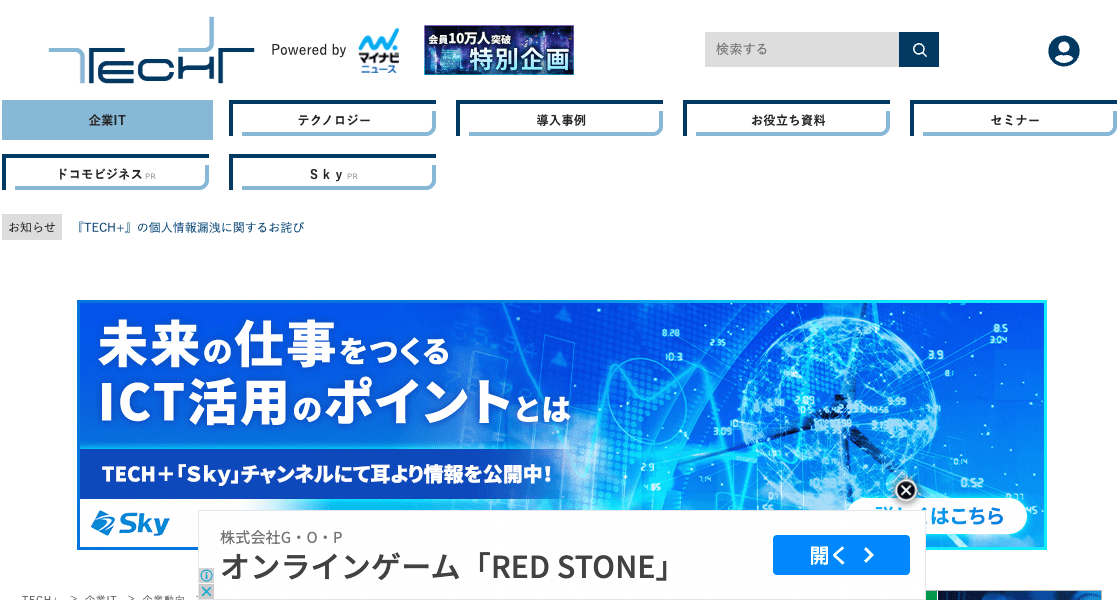 TECH+
Powered by
マイナビ
ニュース
会員10万人突破
特別企画
検索する
企業IT
テクノロジー
導入事例
お役立ち資料
セミナー
ドコモビジネス PR
Sky PR
お知らせ
『TECH+』の個人情報漏洩に関するお詫び
未来の仕事をつくる
ICT活用のポイントとは
TECH＋「Sky」チャンネルにて耳より情報を公開中!
Sky
はこちら
株式会社G・O・P
オンラインゲーム「RED STONE」
開く
TECH+ > 企業IT > 企業動向